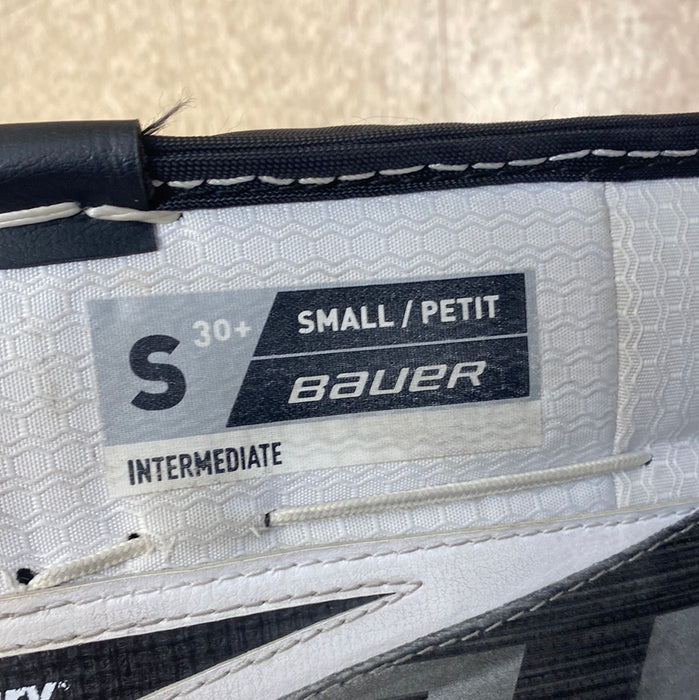 S 30+
SMALL / PETIT
BAUER
INTERMEDIATE